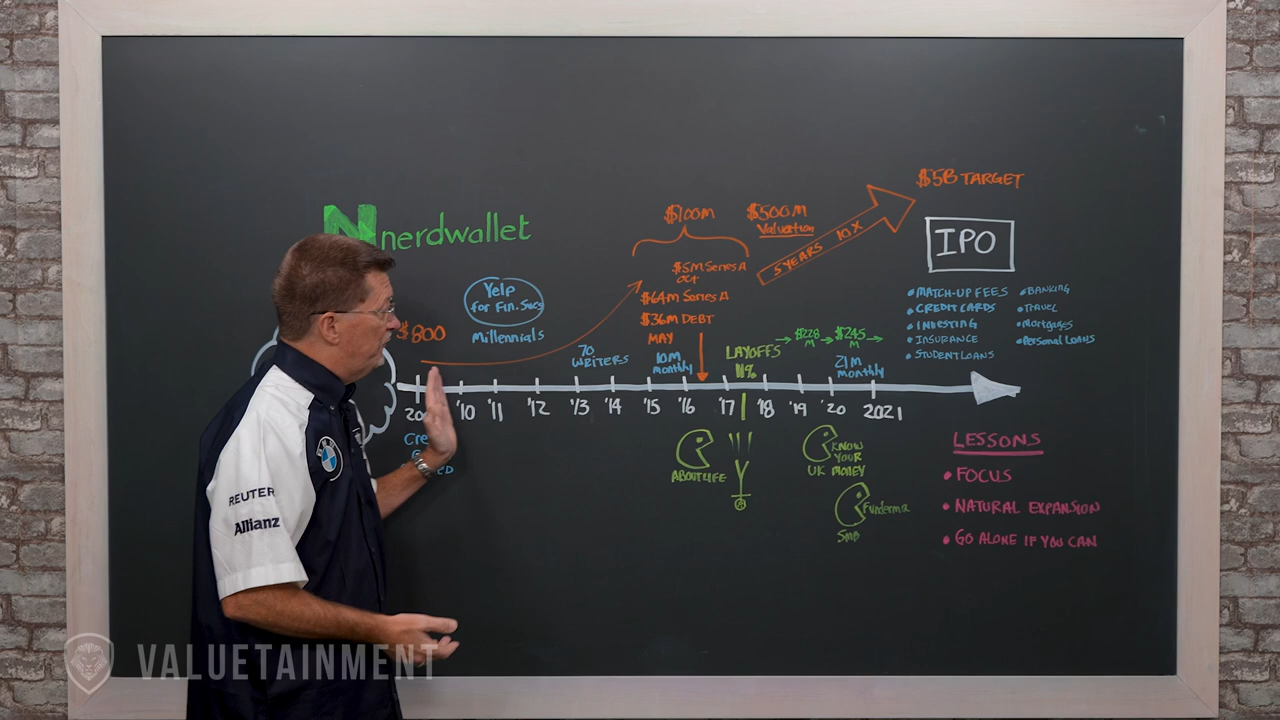 nerdwallet
$800
Yelp
for Fin. Svcs
Millennials
70
WRITERS
$100M
$5M Series A
OCT
$64M Series A
$36M DEBT
MAY
10M
monthly
$500M
Valuation
5 YEARS 10X
$5B TARGET
IPO
• MATCH-UP FEES
• CREDIT CARDS
• INVESTING
• INSURANCE
• STUDENT LOANS
• BANKING
• TRAVEL
• Mortgages
• Personal Loans
LAYOFFS
11%
$228
M
$245
M
21M
monthly
'10 '11 '12 '13 '14 '15 '16 '17 '18 '19 '20 2021
ABOUTLIFE
KNOW
YOUR
UK MONEY
Fundera
SMB
LESSONS
• FOCUS
• NATURAL EXPANSION
• GO ALONE IF YOU CAN
REUTER
Allianz
BMW
VALUETAINMENT